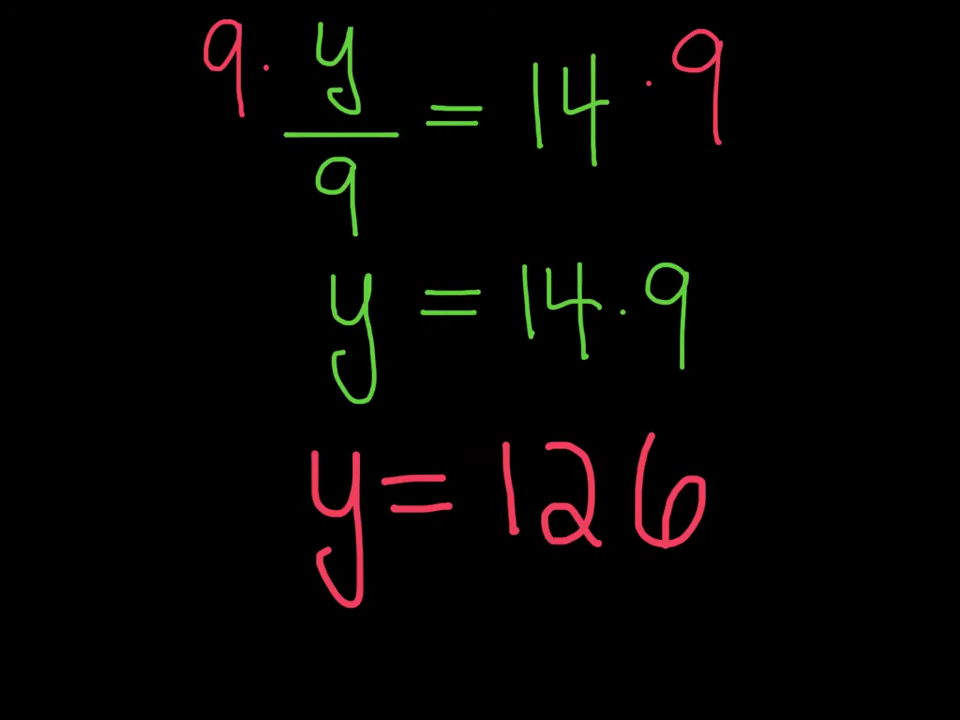 9 · y/9 = 14 · 9
y = 14 · 9
y = 126